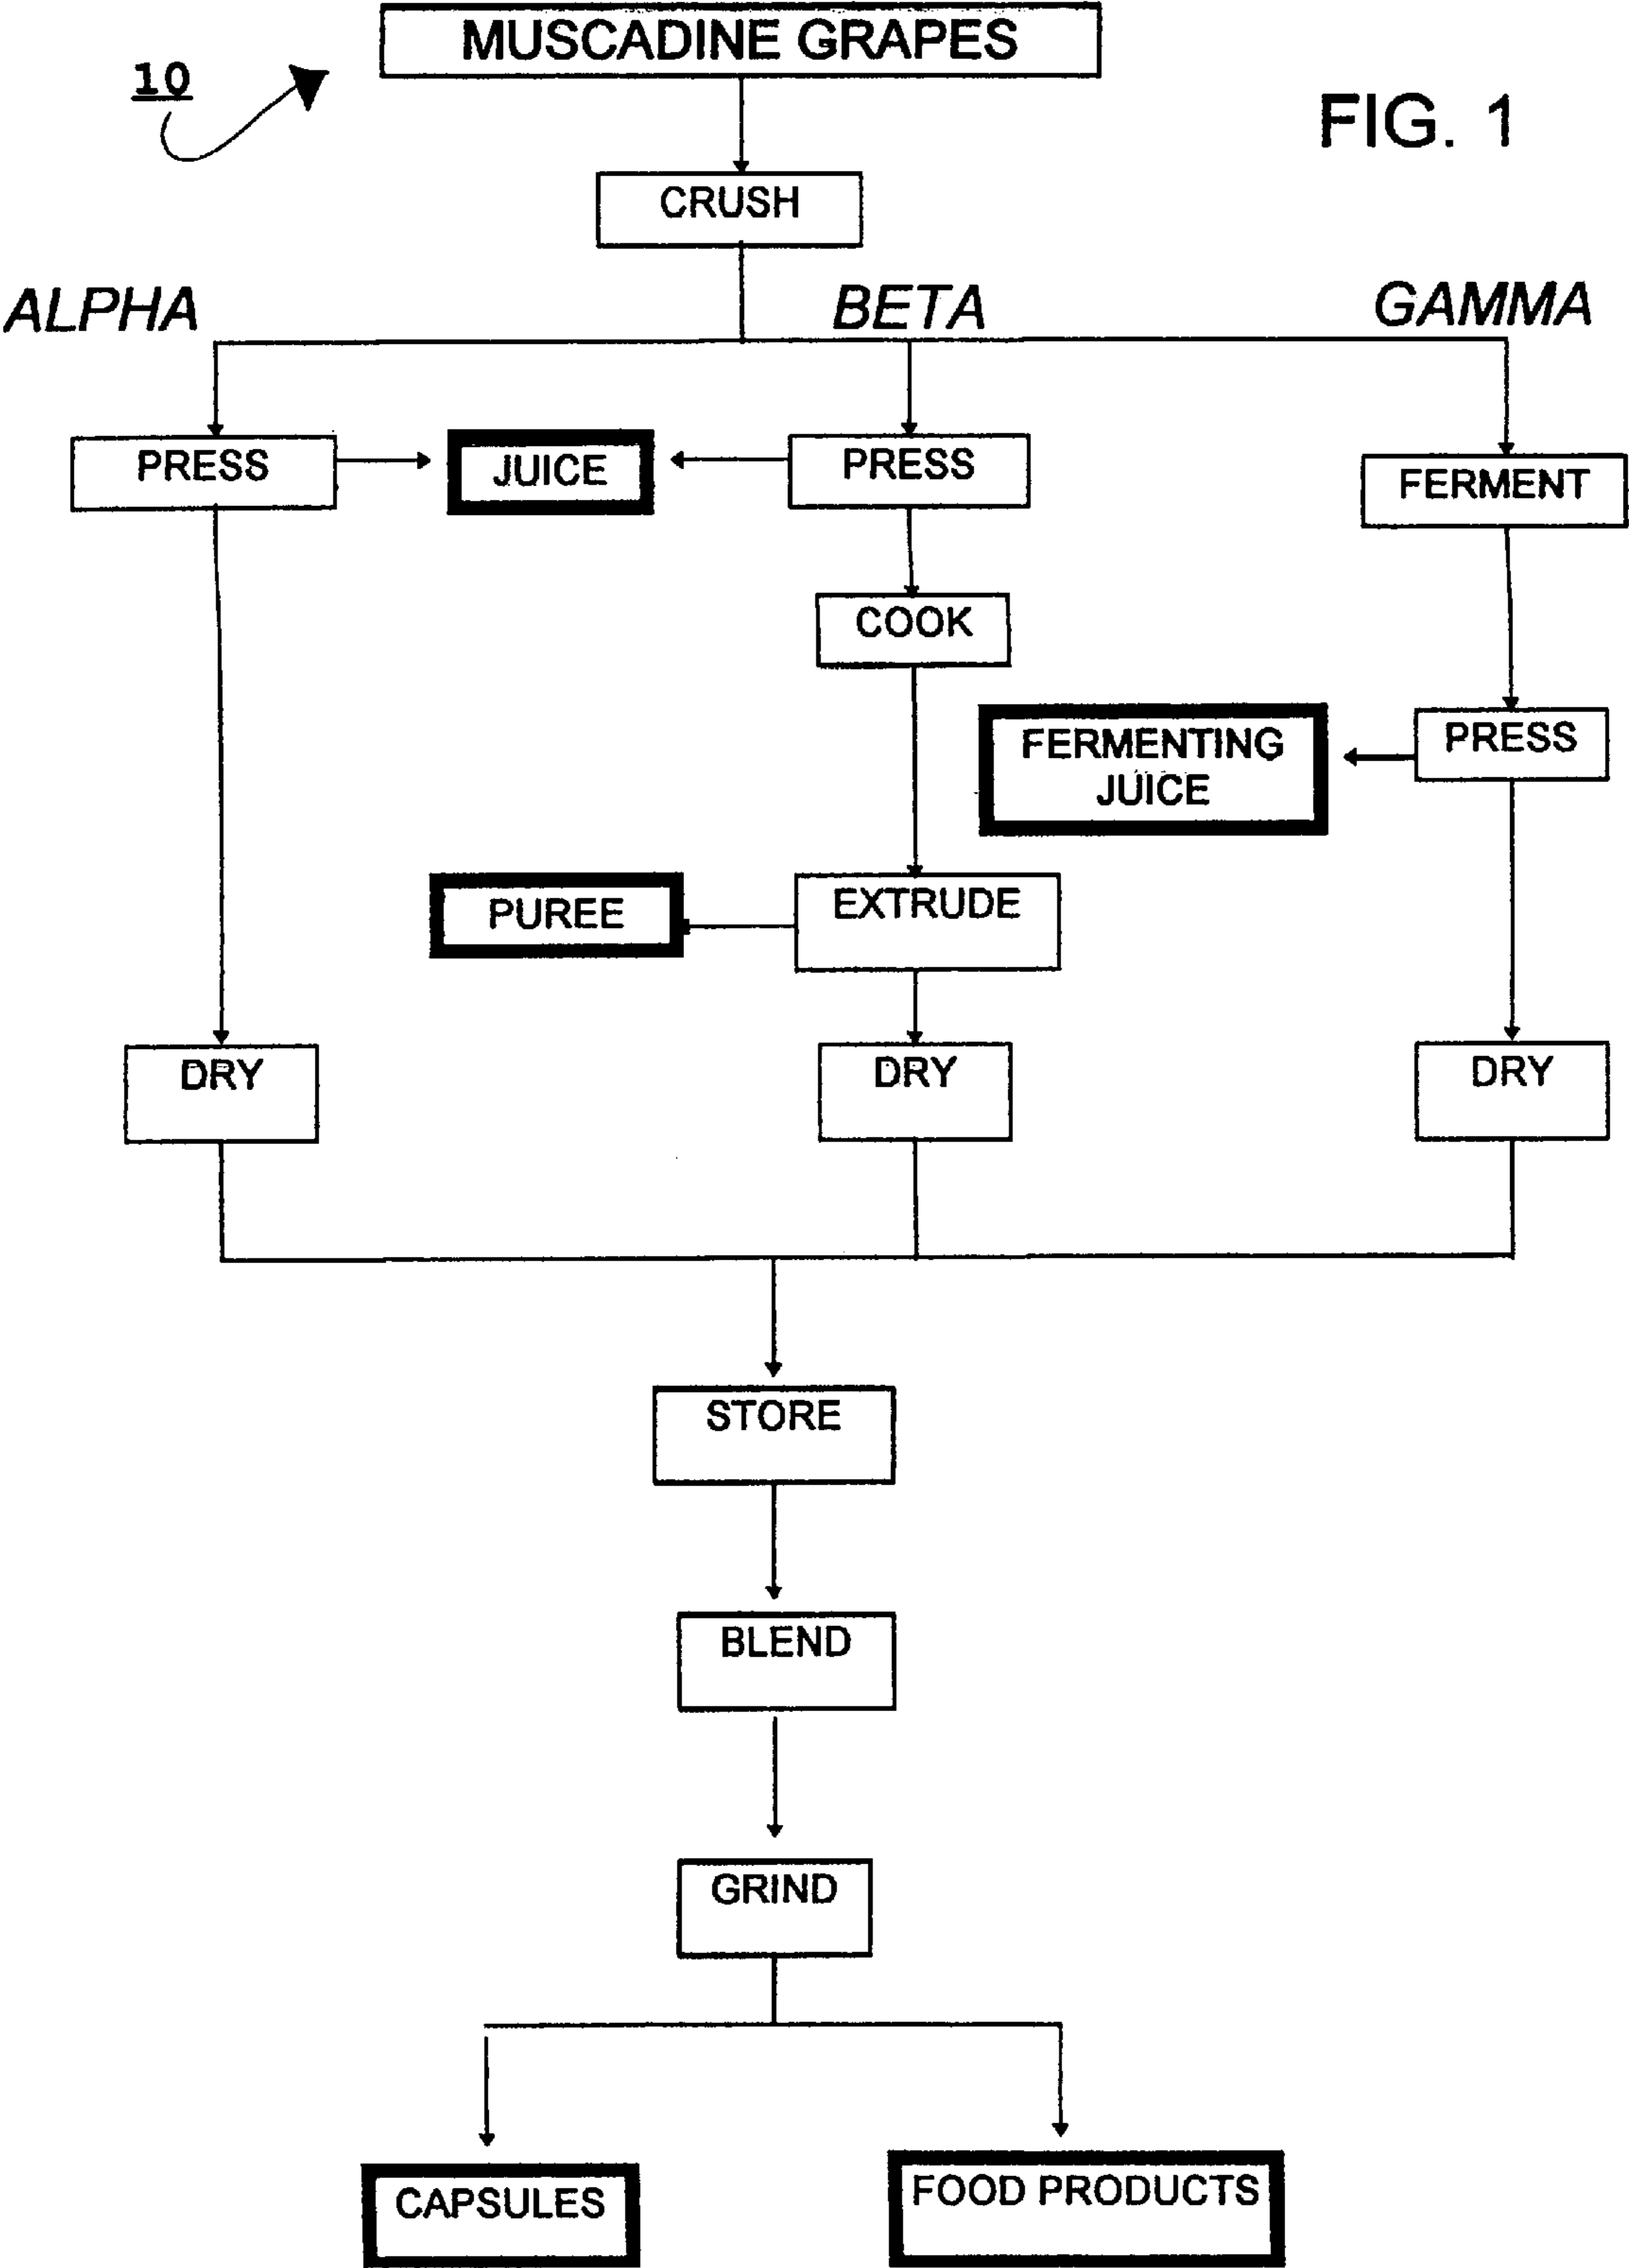 MUSCADINE GRAPES
10
FIG. 1
CRUSH
ALPHA
BETA
GAMMA
PRESS
JUICE
PRESS
FERMENT
COOK
FERMENTING
JUICE
PRESS
PUREE
EXTRUDE
DRY
DRY
DRY
STORE
BLEND
GRIND
CAPSULES
FOOD PRODUCTS